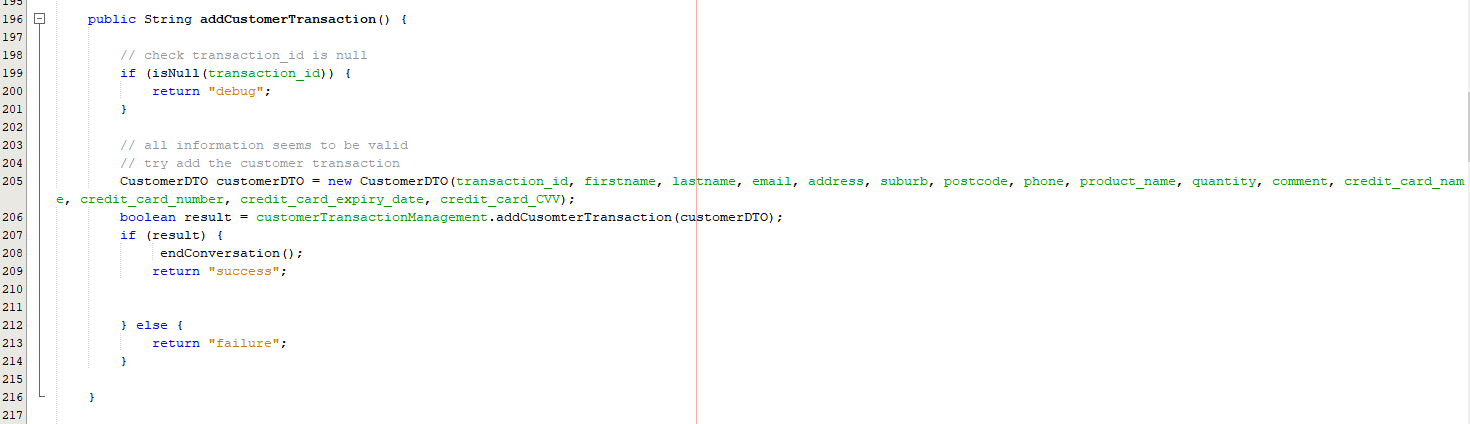 195
196 public String addCustomerTransaction() {
197
198 // check transaction_id is null
199 if (isNull(transaction_id)) {
200 return "debug";
201 }
202
203 // all information seems to be valid
204 // try add the customer transaction
205 CustomerDTO customerDTO = new CustomerDTO(transaction_id, firstname, lastname, email, address, suburb, postcode, phone, product_name, quantity, comment, credit_card_nam
e, credit_card_number, credit_card_expiry_date, credit_card_CVV);
206 boolean result = customerTransactionManagement.addCusomterTransaction(customerDTO);
207 if (result) {
208 endConversation();
209 return "success";
210
211
212 } else {
213 return "failure";
214 }
215
216 }
217